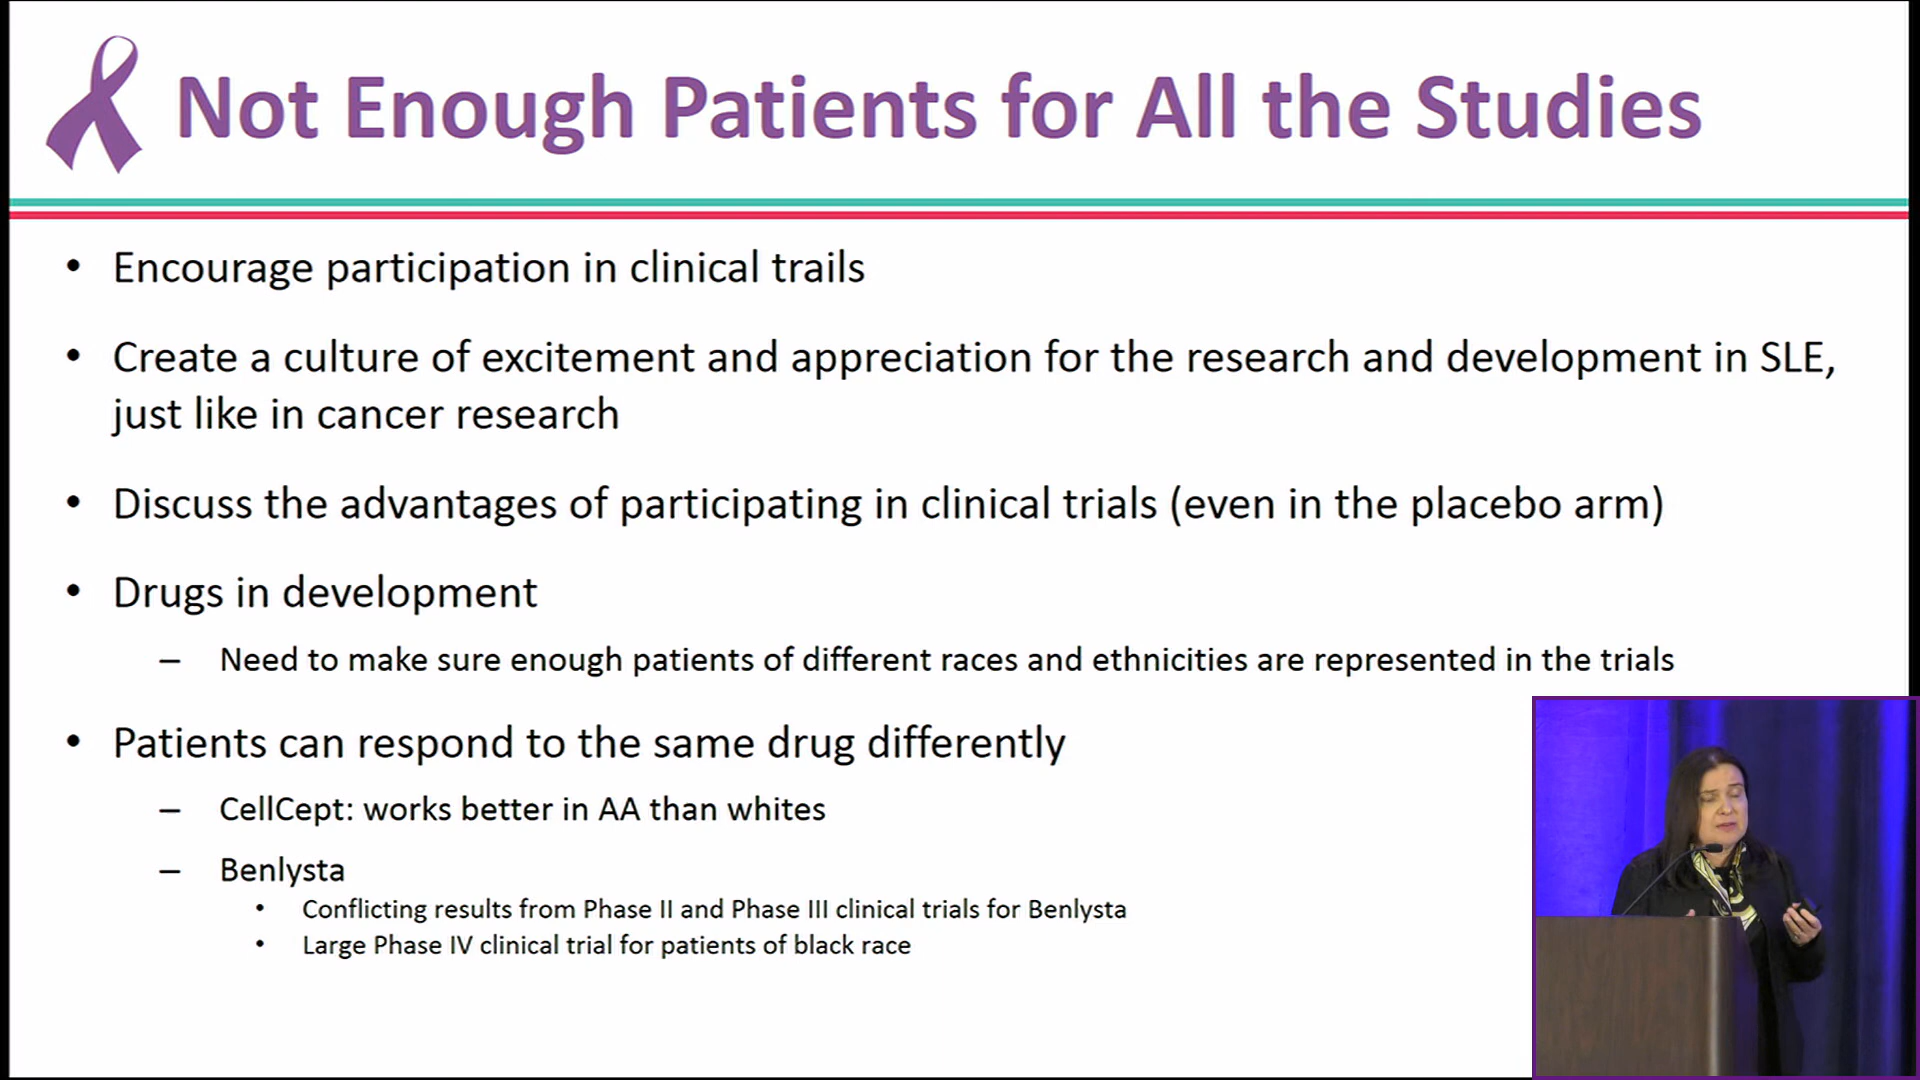 Not Enough Patients for All the Studies
• Encourage participation in clinical trails
• Create a culture of excitement and appreciation for the research and development in SLE,
just like in cancer research
• Discuss the advantages of participating in clinical trials (even in the placebo arm)
• Drugs in development
– Need to make sure enough patients of different races and ethnicities are represented in the trials
• Patients can respond to the same drug differently
– CellCept: works better in AA than whites
– Benlysta
• Conflicting results from Phase II and Phase III clinical trials for Benlysta
• Large Phase IV clinical trial for patients of black race